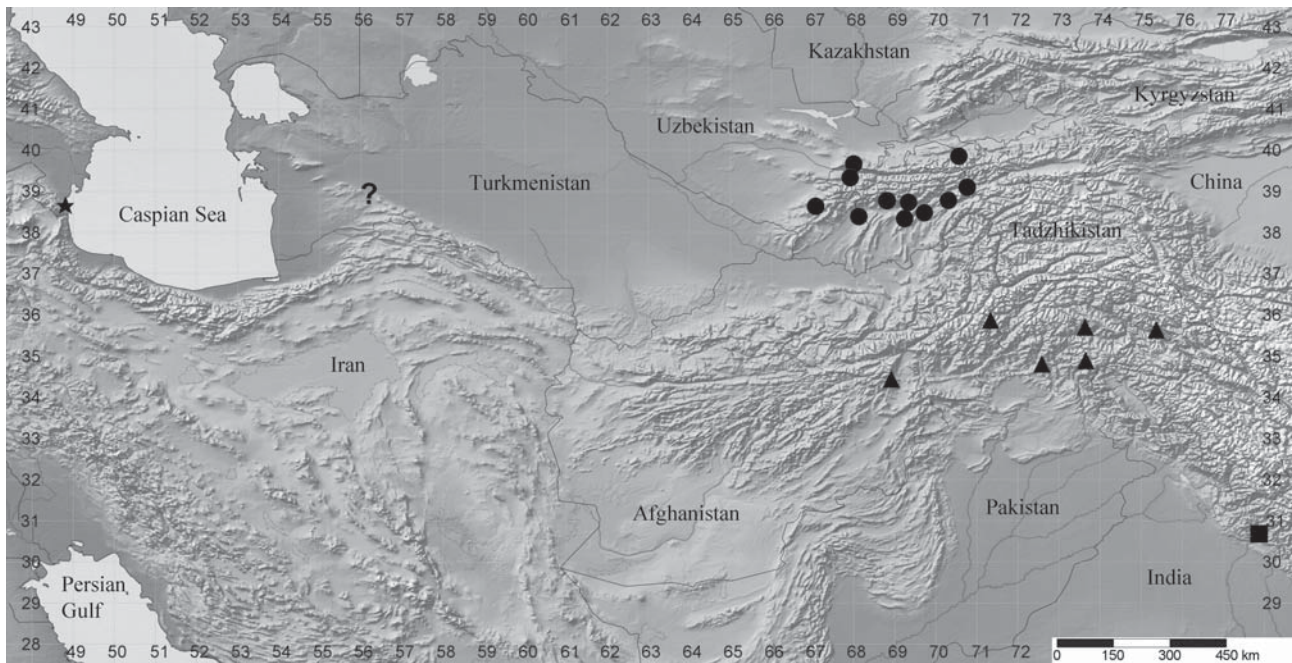 43 49 50 51 52 53 54 55 56 57 58 59 60 61 62 63 64 65 66 67 68 69 70 71 72 73 74 75 76 77 43
Kazakhstan
42 42
Kyrgyzstan
41 41
Uzbekistan
40 40
Turkmenistan
China
39 ? 39
Caspian Sea
38 Tadzhikistan 38
37 37
36 36
35 Iran 35
34 34
33 33
32 32
31 Afghanistan Pakistan 31
30 30
Persian
Gulf
India
29 29
28 49 50 51 52 53 54 55 56 57 58 59 60 61 62 63 64 65 66 67 68 69 70 71 72
0 150 300 450 km